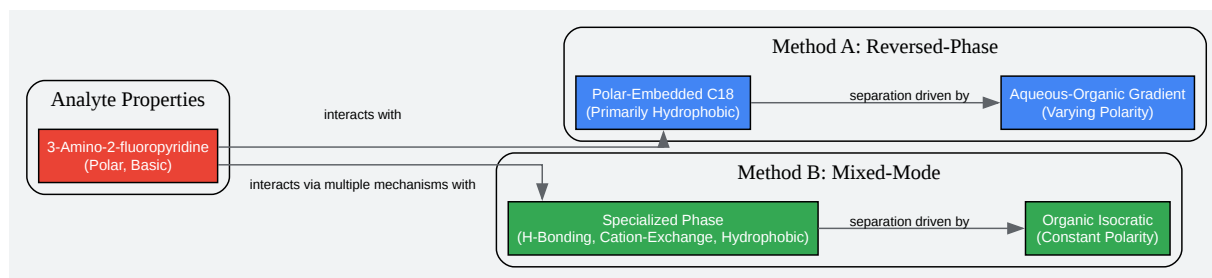 Analyte Properties
3-Amino-2-fluoropyridine
(Polar, Basic)
interacts with
interacts via multiple mechanisms with
Method A: Reversed-Phase
Polar-Embedded C18
(Primarily Hydrophobic)
separation driven by
Aqueous-Organic Gradient
(Varying Polarity)
Method B: Mixed-Mode
Specialized Phase
(H-Bonding, Cation-Exchange, Hydrophobic)
separation driven by
Organic Isocratic
(Constant Polarity)